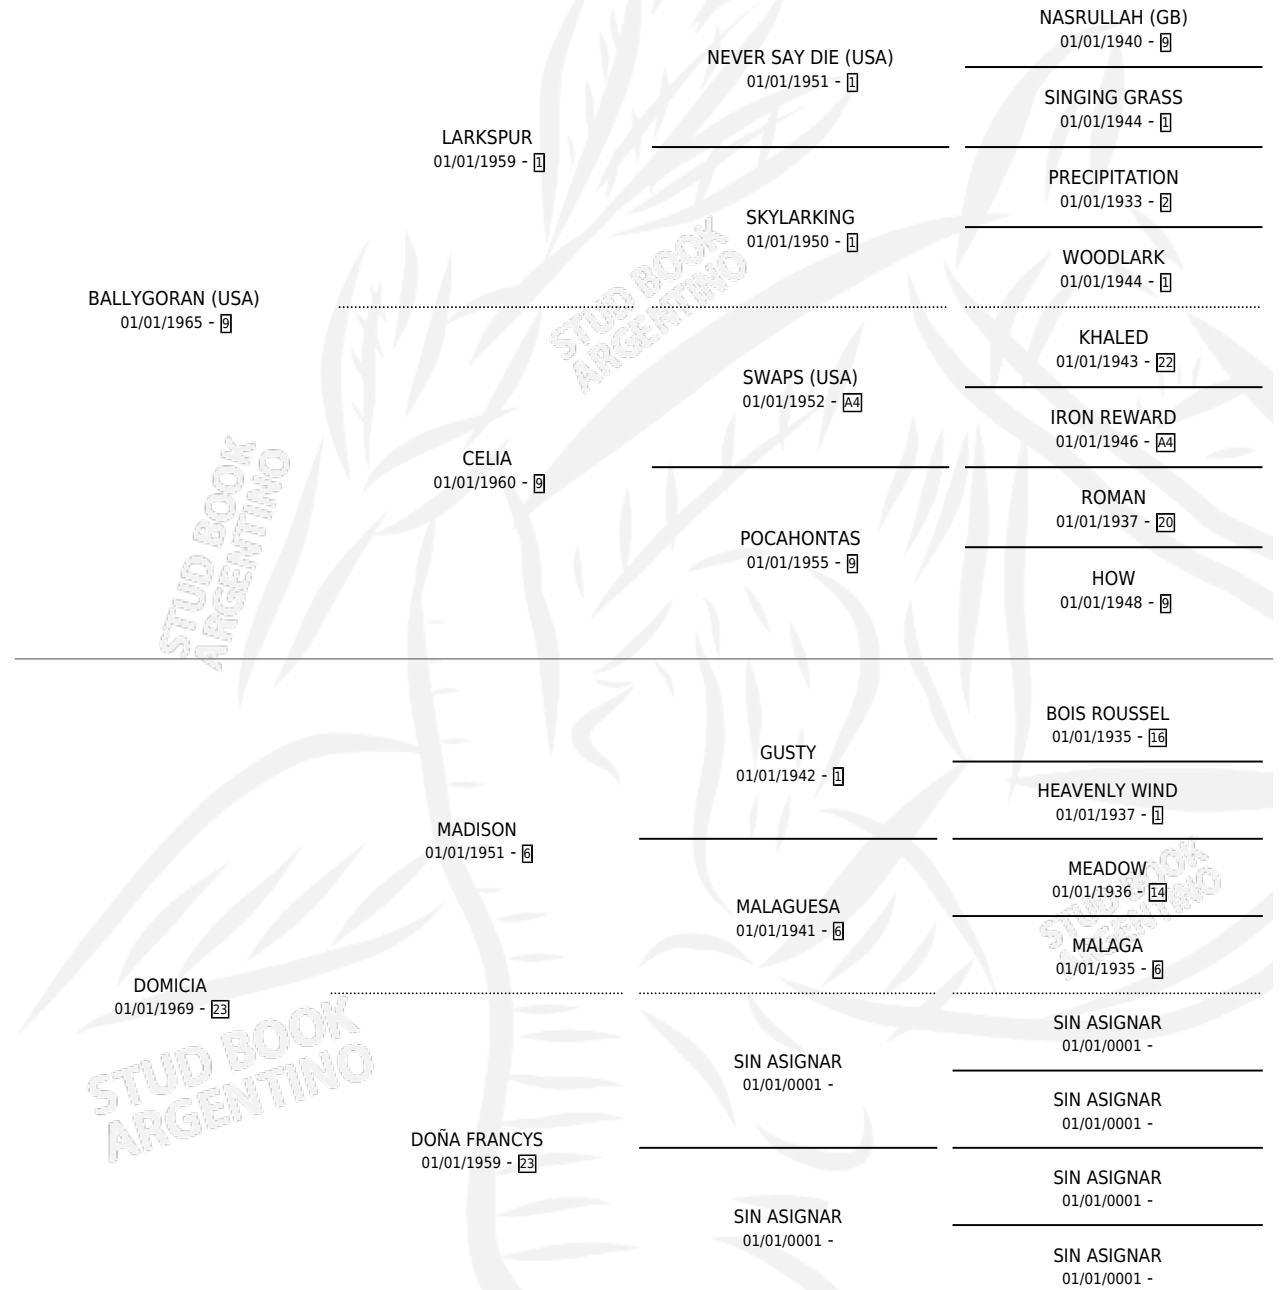 NASRULLAH (GB)
01/01/1940 - 9
NEVER SAY DIE (USA)
01/01/1951 - 1
SINGING GRASS
01/01/1944 - 1
LARKSPUR
01/01/1959 - 1
PRECIPITATION
01/01/1933 - 2
SKYLARKING
01/01/1950 - 1
WOODLARK
01/01/1944 - 1
BALLYGORAN (USA)
01/01/1965 - 9
KHALED
01/01/1943 - 22
SWAPS (USA)
01/01/1952 - A4
IRON REWARD
01/01/1946 - A4
CELIA
01/01/1960 - 9
ROMAN
01/01/1937 - 20
POCAHONTAS
01/01/1955 - 9
HOW
01/01/1948 - 9
BOIS ROUSSEL
01/01/1935 - 16
GUSTY
01/01/1942 - 1
HEAVENLY WIND
01/01/1937 - 1
MADISON
01/01/1951 - 6
MEADOW
01/01/1936 - 14
MALAGUESA
01/01/1941 - 6
MALAGA
01/01/1935 - 6
DOMICIA
01/01/1969 - 23
SIN ASIGNAR
01/01/0001 -
SIN ASIGNAR
01/01/0001 -
SIN ASIGNAR
01/01/0001 -
DOÑA FRANCYS
01/01/1959 - 23
SIN ASIGNAR
01/01/0001 -
SIN ASIGNAR
01/01/0001 -
SIN ASIGNAR
01/01/0001 -
STUD BOOK
ARGENTINO
STUD BOOK
ARGENTINO
STUD BOOK
ARGENTINO
STUD BOOK
ARGENTINO